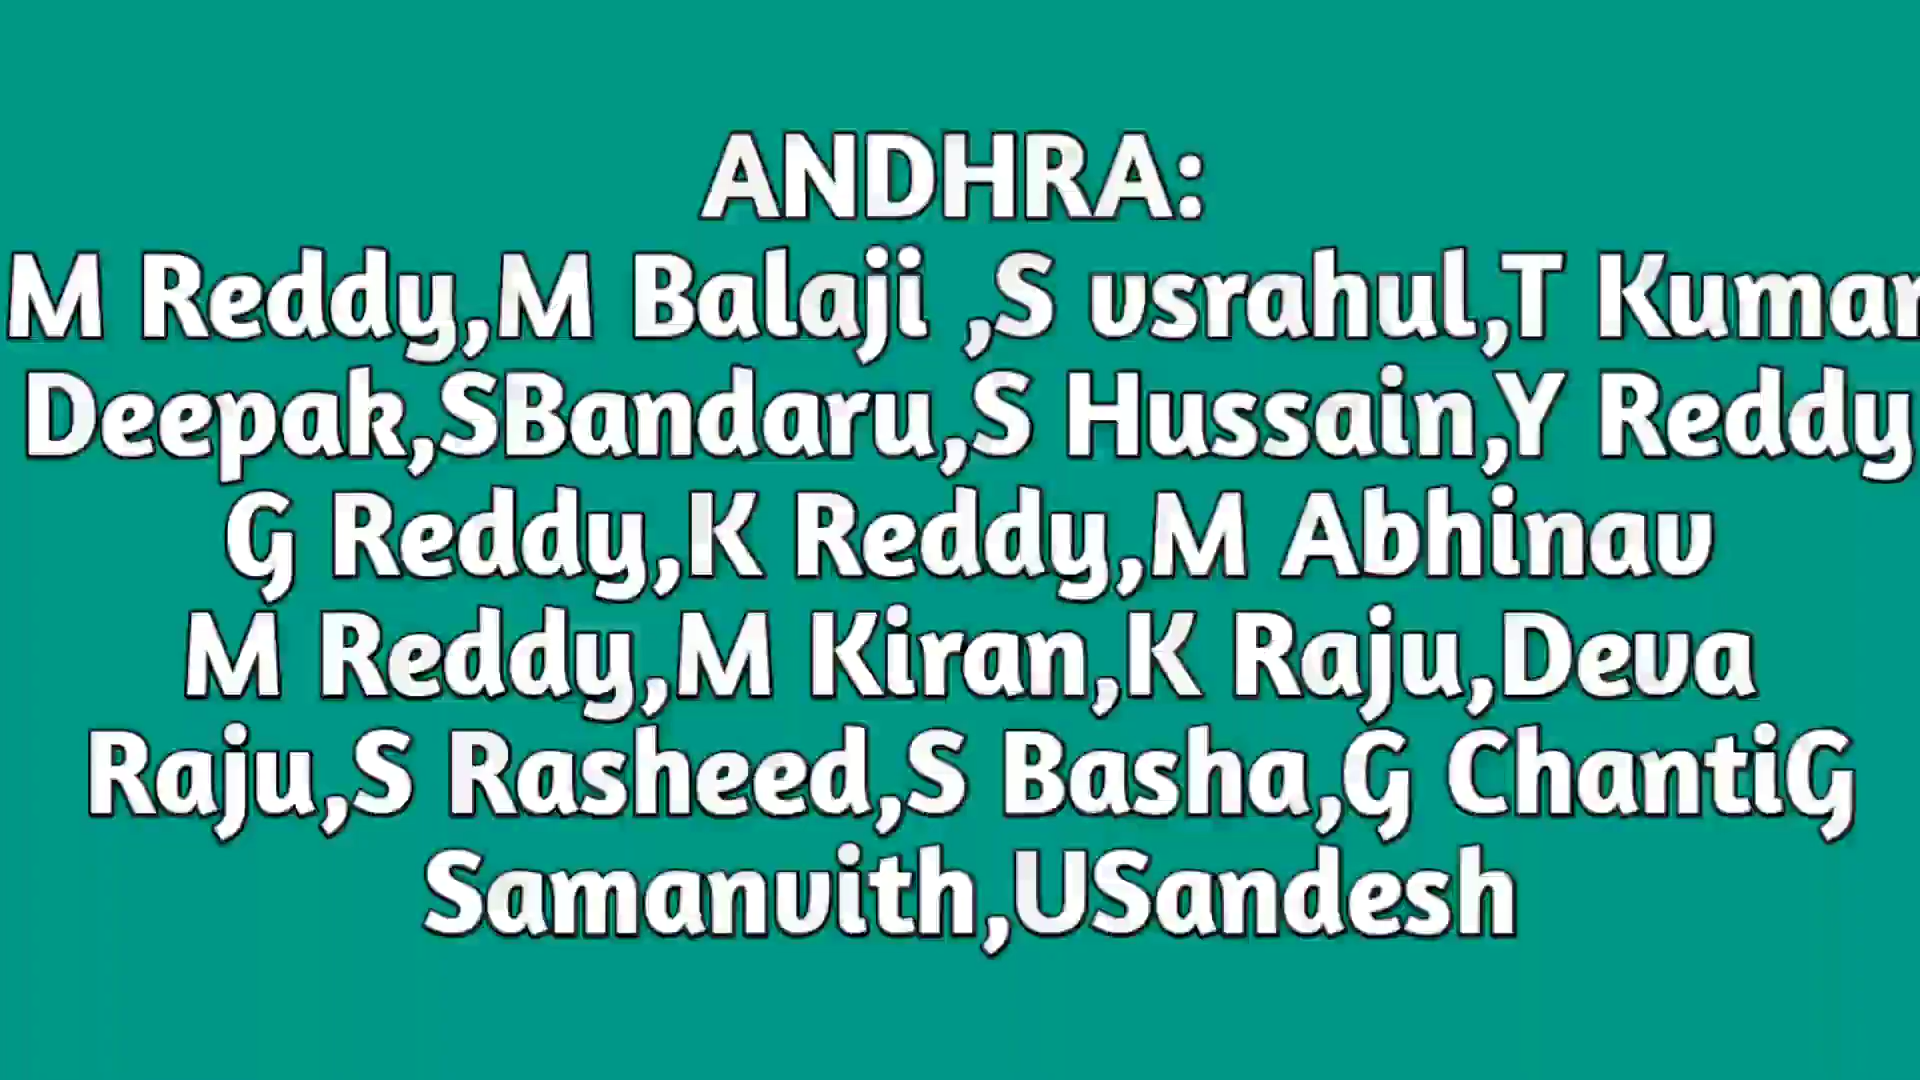 ANDHRA:
M Reddy,M Balaji ,S vsrahul,T Kumar
Deepak,SBandaru,S Hussain,Y Reddy
G Reddy,K Reddy,M Abhinav
M Reddy,M Kiran,K Raju,Deva
Raju,S Rasheed,S Basha,G ChantiG
Samanvith,USandesh